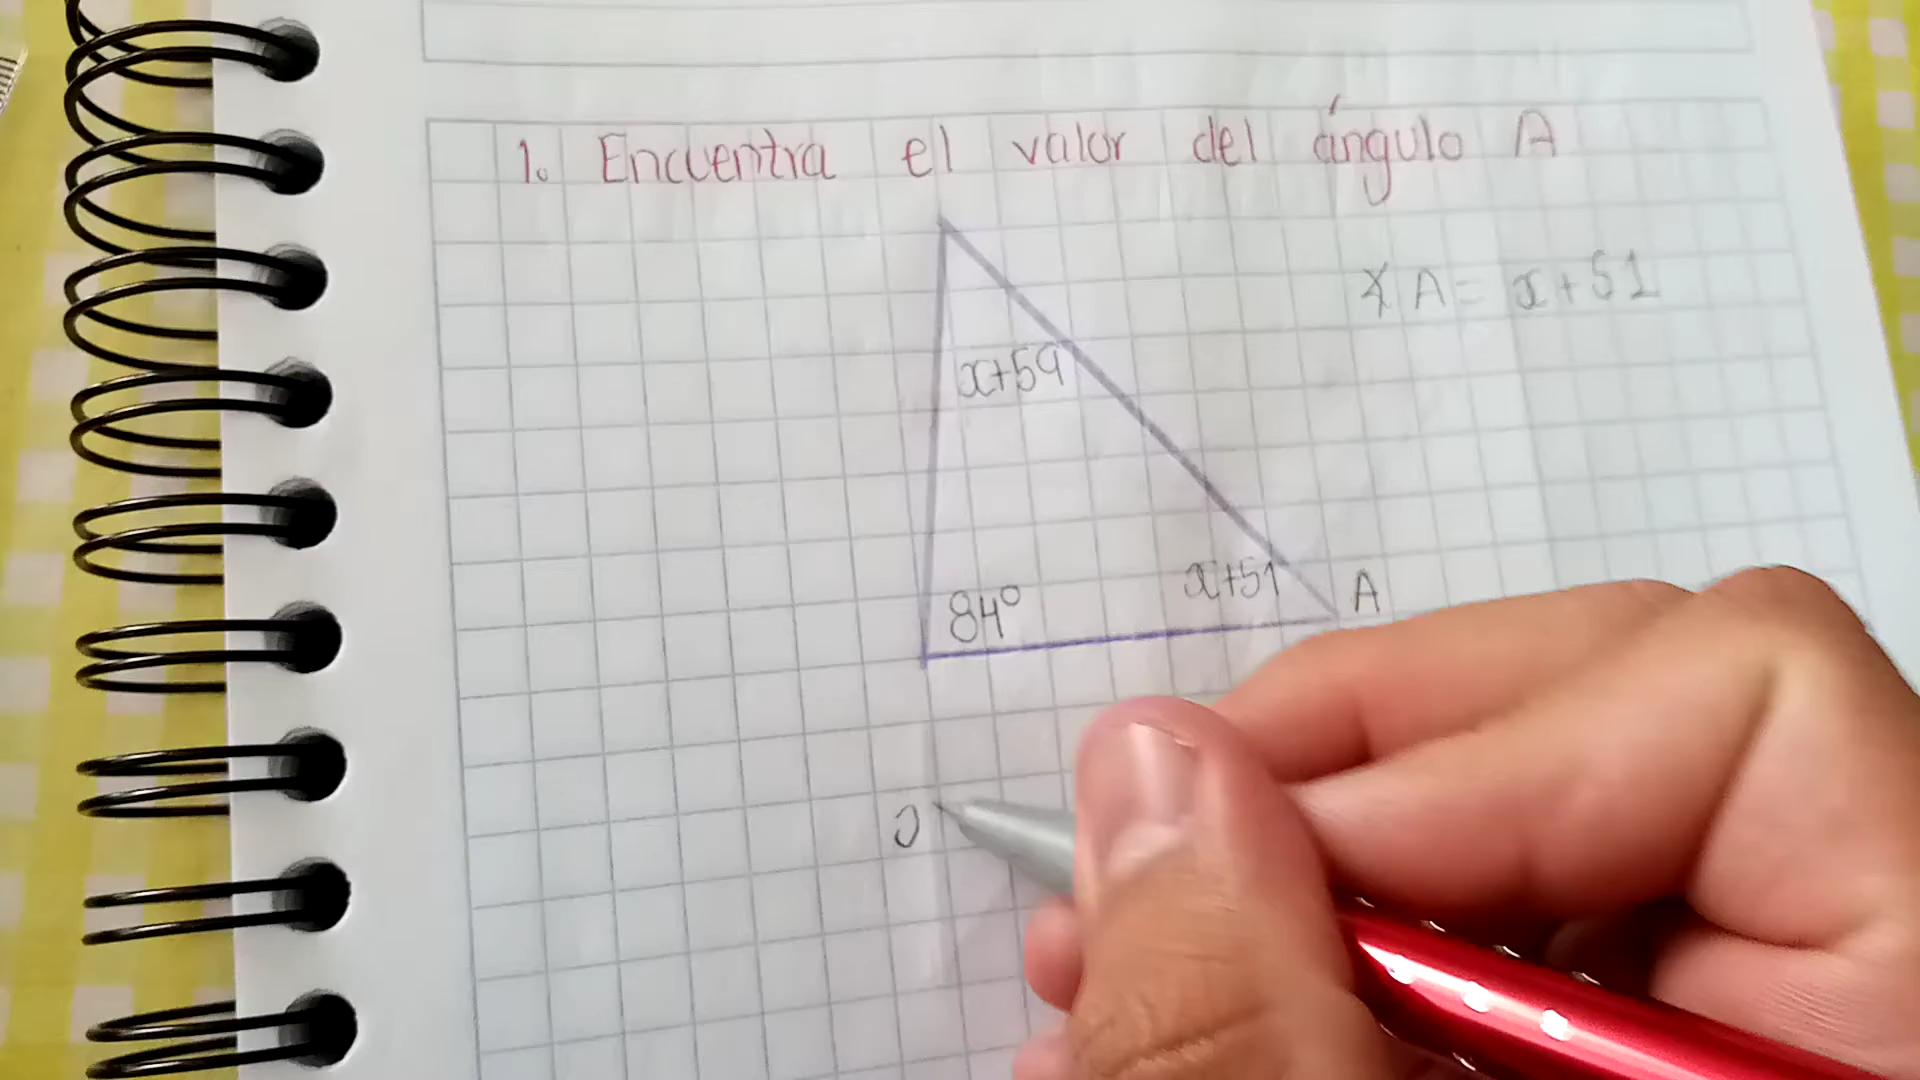 1. Encuentra el valor del ángulo A
∡ A = x+51
x+59
84° x+51 A